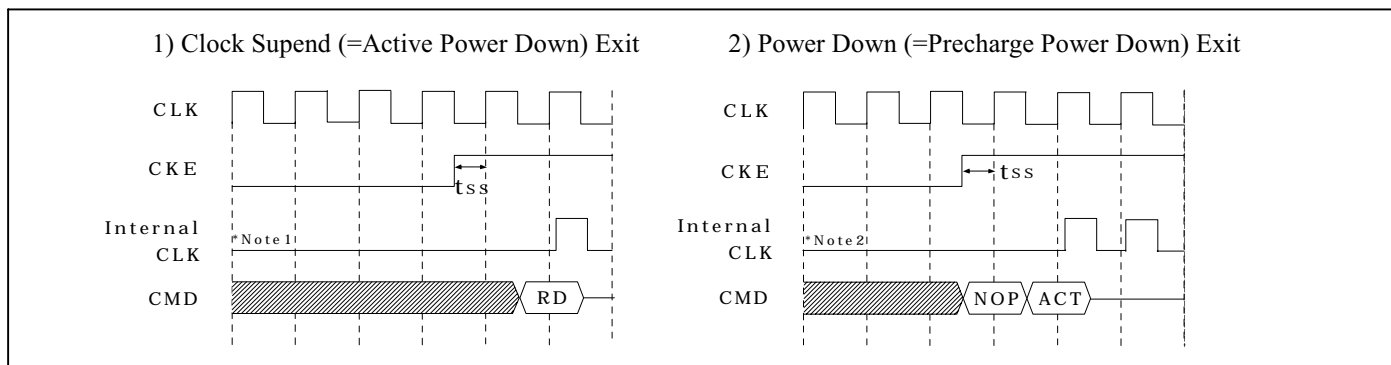 1) Clock Supend (=Active Power Down) Exit
CLK
CKE
tss
Internal
CLK
*Note1
CMD
RD
2) Power Down (=Precharge Power Down) Exit
CLK
CKE
tss
Internal
CLK
*Note2
CMD
NOP
ACT